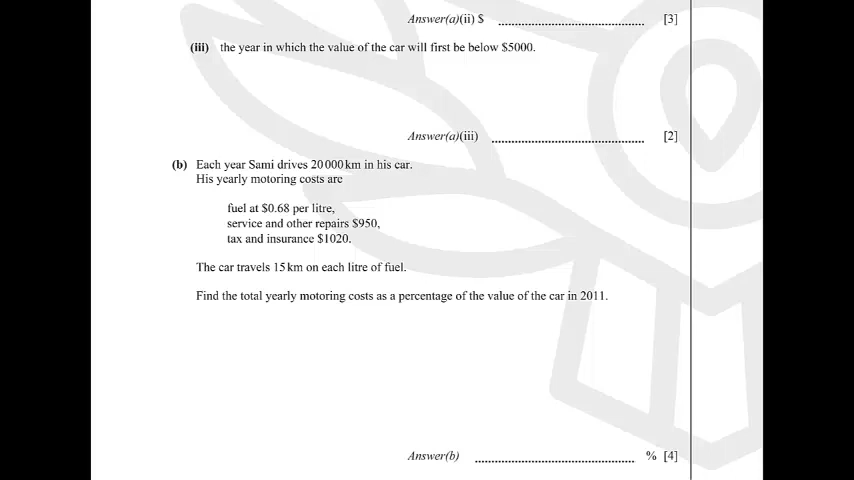 Answer(a)(ii) $ ............................................. [3]
(iii) the year in which the value of the car will first be below $5000.
Answer(a)(iii) ............................................. [2]
(b) Each year Sami drives 20 000 km in his car.
His yearly motoring costs are
fuel at $0.68 per litre,
service and other repairs $950,
tax and insurance $1020.
The car travels 15 km on each litre of fuel.
Find the total yearly motoring costs as a percentage of the value of the car in 2011.
Answer(b) ............................................. % [4]